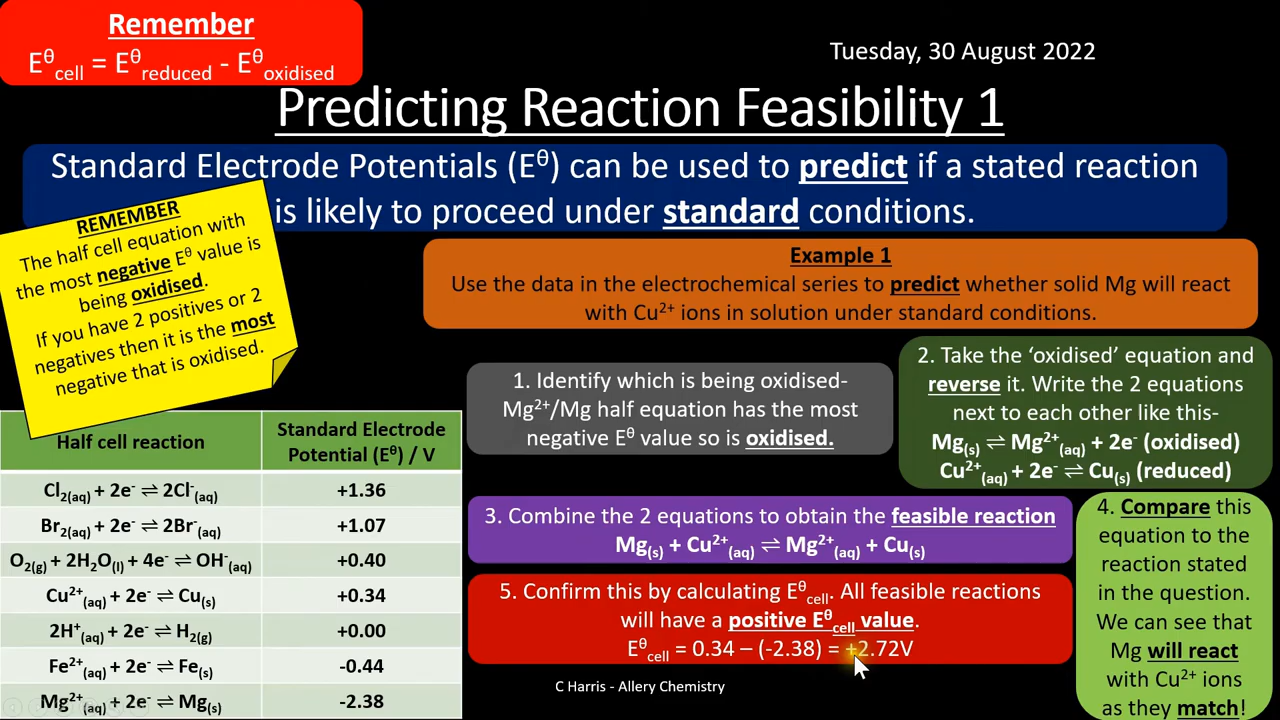 Remember
E^θ_cell = E^θ_reduced - E^θ_oxidised
Tuesday, 30 August 2022
Predicting Reaction Feasibility 1
Standard Electrode Potentials (E^θ) can be used to predict if a stated reaction
is likely to proceed under standard conditions.
REMEMBER
The half cell equation with
the most negative E^θ value is
being oxidised.
If you have 2 positives or 2
negatives then it is the most
negative that is oxidised.
Example 1
Use the data in the electrochemical series to predict whether solid Mg will react
with Cu²⁺ ions in solution under standard conditions.
1. Identify which is being oxidised-
Mg²⁺/Mg half equation has the most
negative E^θ value so is oxidised.
2. Take the ‘oxidised’ equation and
reverse it. Write the 2 equations
next to each other like this-
Mg(s) ⇌ Mg²⁺(aq) + 2e⁻ (oxidised)
Cu²⁺(aq) + 2e⁻ ⇌ Cu(s) (reduced)
3. Combine the 2 equations to obtain the feasible reaction
Mg(s) + Cu²⁺(aq) ⇌ Mg²⁺(aq) + Cu(s)
4. Compare this
equation to the
reaction stated
in the question.
We can see that
Mg will react
with Cu²⁺ ions
as they match!
5. Confirm this by calculating E^θ_cell. All feasible reactions
will have a positive E^θ_cell value.
E^θ_cell = 0.34 – (-2.38) = +2.72V
Half cell reaction Standard Electrode Potential (E^θ) / V
Cl₂(aq) + 2e⁻ ⇌ 2Cl⁻(aq) +1.36
Br₂(aq) + 2e⁻ ⇌ 2Br⁻(aq) +1.07
O₂(g) + 2H₂O(l) + 4e⁻ ⇌ OH⁻(aq) +0.40
Cu²⁺(aq) + 2e⁻ ⇌ Cu(s) +0.34
2H⁺(aq) + 2e⁻ ⇌ H₂(g) +0.00
Fe²⁺(aq) + 2e⁻ ⇌ Fe(s) -0.44
Mg²⁺(aq) + 2e⁻ ⇌ Mg(s) -2.38
C Harris - Allery Chemistry